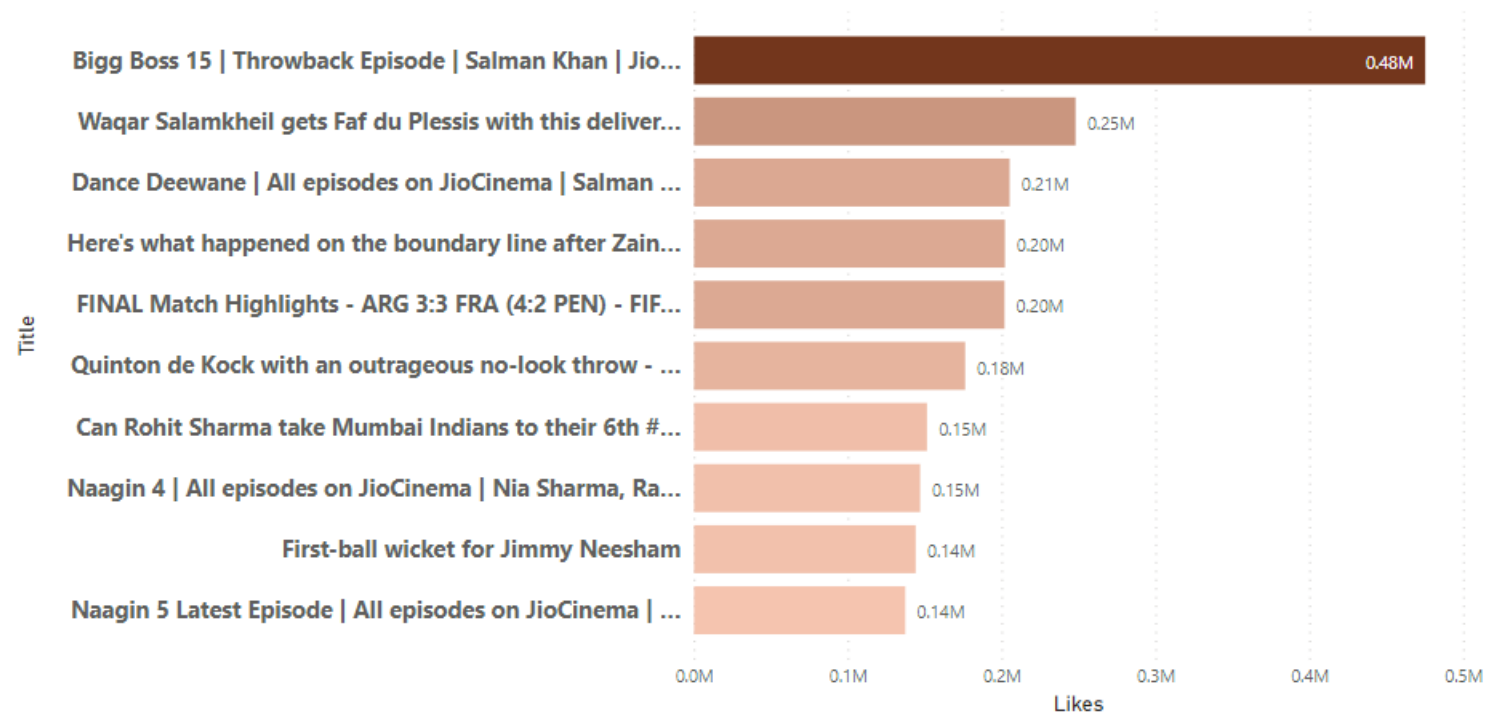 Bigg Boss 15 | Throwback Episode | Salman Khan | Jio... 0.48M
Waqar Salamkheil gets Faf du Plessis with this deliver... 0.25M
Dance Deewane | All episodes on JioCinema | Salman ... 0.21M
Here's what happened on the boundary line after Zain... 0.20M
FINAL Match Highlights - ARG 3:3 FRA (4:2 PEN) - FIF... 0.20M
Title
Quinton de Kock with an outrageous no-look throw - ... 0.18M
Can Rohit Sharma take Mumbai Indians to their 6th #... 0.15M
Naagin 4 | All episodes on JioCinema | Nia Sharma, Ra... 0.15M
First-ball wicket for Jimmy Neesham 0.14M
Naagin 5 Latest Episode | All episodes on JioCinema | ... 0.14M
0.0M 0.1M 0.2M 0.3M 0.4M 0.5M
Likes